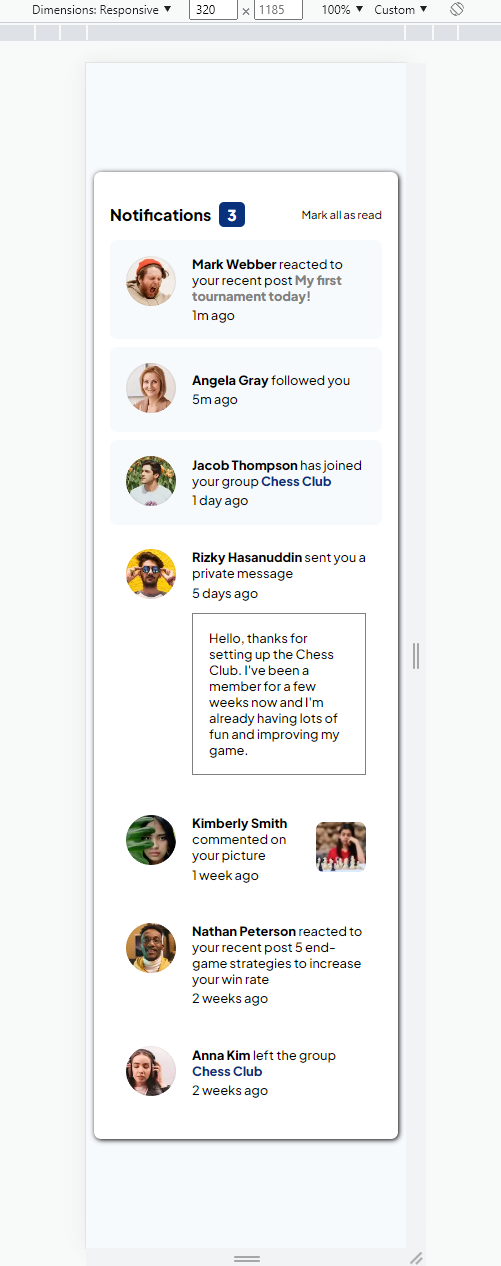 Dimensions: Responsive ▼ 320 × 1185 100% ▼ Custom ▼
Notifications 3 Mark all as read
Mark Webber reacted to
your recent post My first
tournament today!
1m ago
Angela Gray followed you
5m ago
Jacob Thompson has joined
your group Chess Club
1 day ago
Rizky Hasanuddin sent you a
private message
5 days ago
Hello, thanks for
setting up the Chess
Club. I've been a
member for a few
weeks now and I'm
already having lots of
fun and improving my
game.
Kimberly Smith
commented on
your picture
1 week ago
Nathan Peterson reacted to
your recent post 5 end-
game strategies to increase
your win rate
2 weeks ago
Anna Kim left the group
Chess Club
2 weeks ago